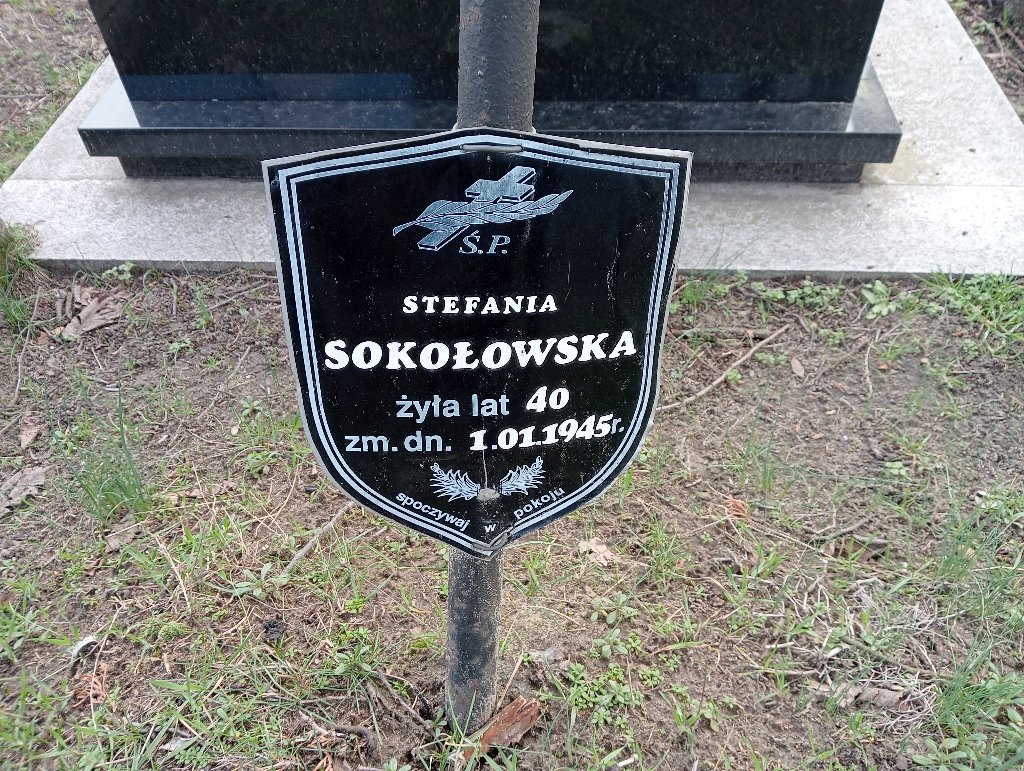 Ś.P.
STEFANIA
SOKOŁOWSKA
żyła lat 40
zm. dn. 1.01.1945r.
spoczywaj w pokoju